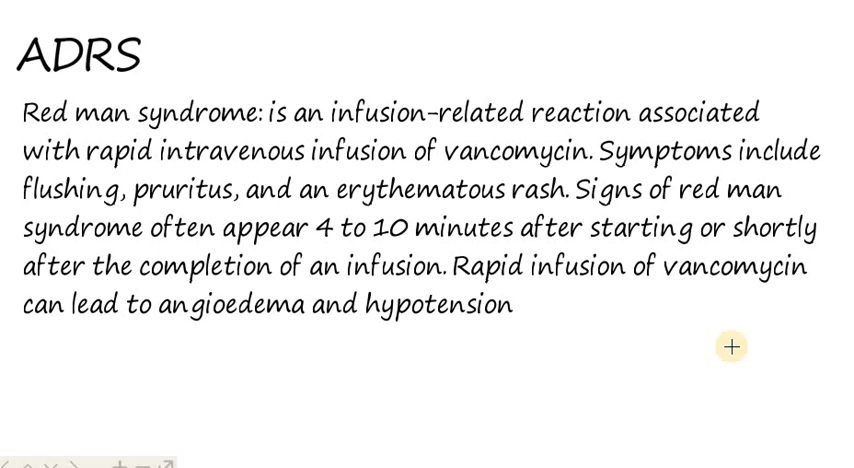 ADRS
Red man syndrome: is an infusion-related reaction associated
with rapid intravenous infusion of vancomycin. Symptoms include
flushing, pruritus, and an erythematous rash. Signs of red man
syndrome often appear 4 to 10 minutes after starting or shortly
after the completion of an infusion. Rapid infusion of vancomycin
can lead to angioedema and hypotension